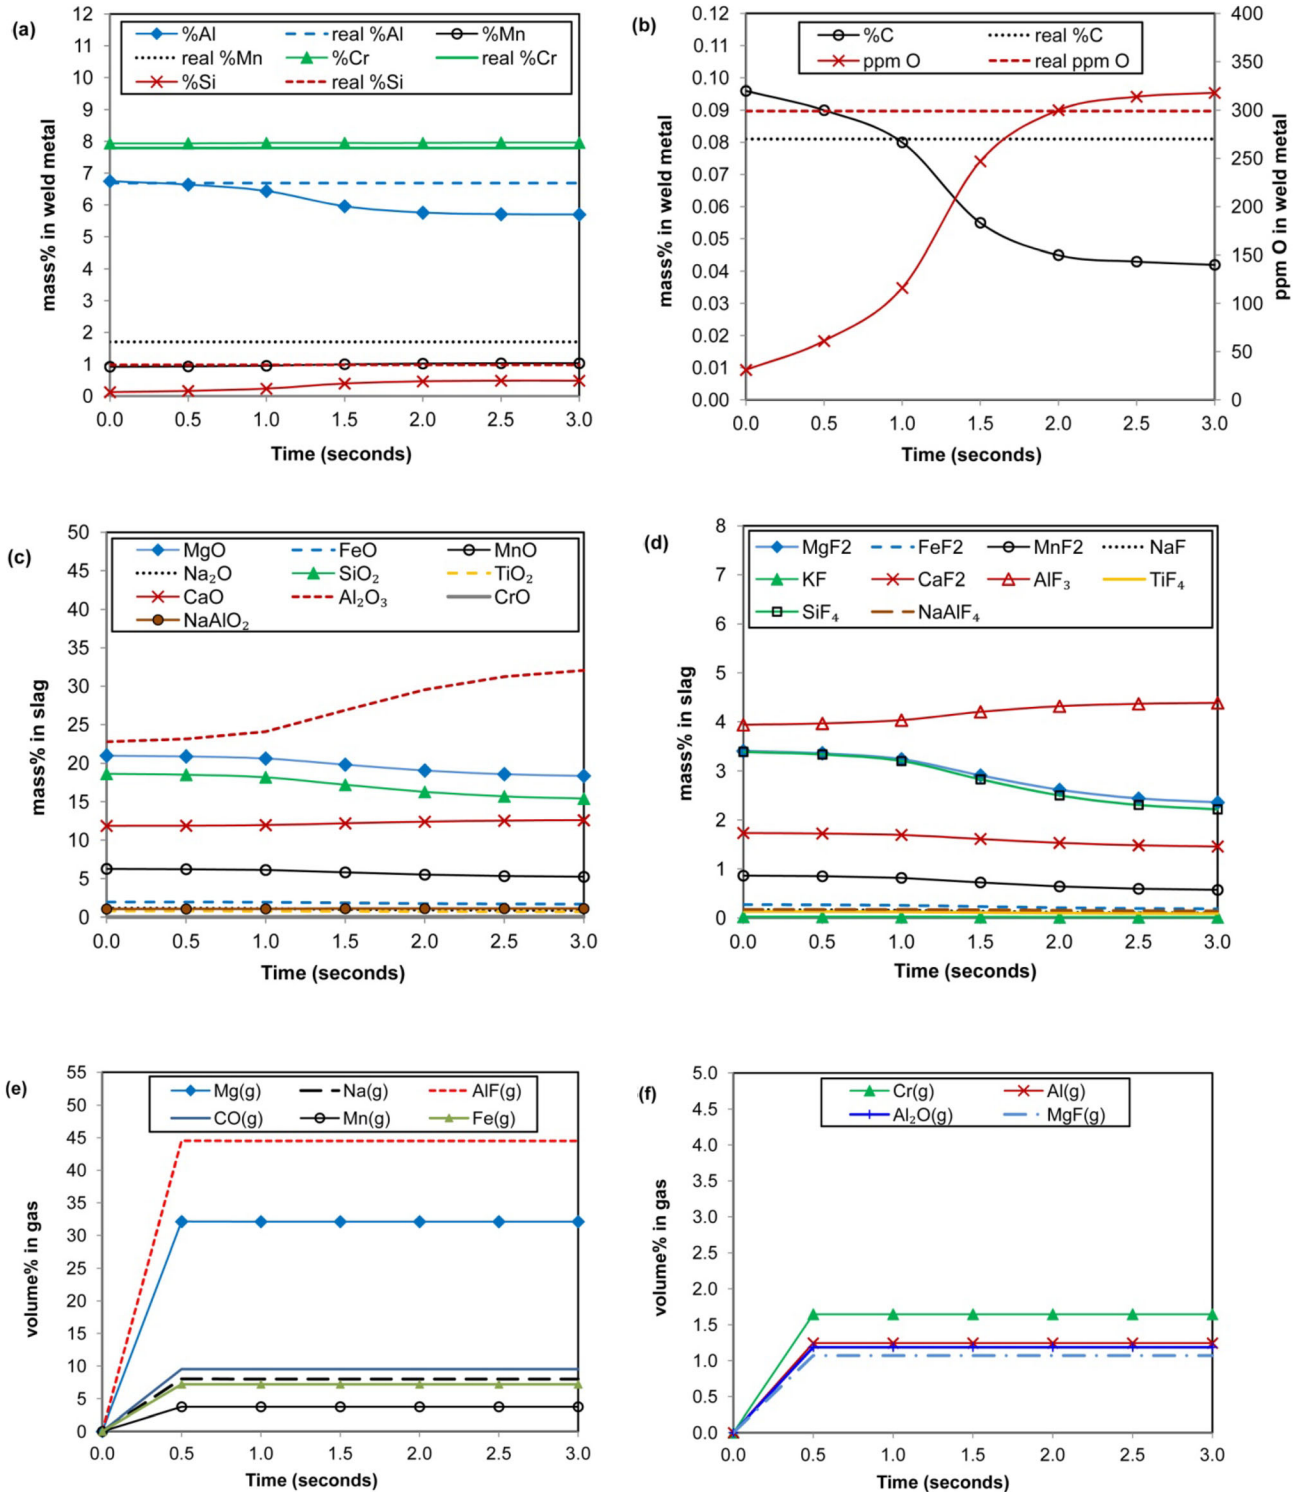 (a)
%Al real %Al %Mn
real %Mn %Cr real %Cr
%Si real %Si
12
11
10
9
8
7
6
5
4
3
2
1
0
mass% in weld metal
0.0 0.5 1.0 1.5 2.0 2.5 3.0
Time (seconds)
(b)
%C real %C
ppm O real ppm O
0.12
0.11
0.10
0.09
0.08
0.07
0.06
0.05
0.04
0.03
0.02
0.01
0.00
mass% in weld metal
400
350
300
250
200
150
100
50
0
ppm O in weld metal
0.0 0.5 1.0 1.5 2.0 2.5 3.0
Time (seconds)
(c)
MgO FeO MnO
Na₂O SiO₂ TiO₂
CaO Al₂O₃ CrO
NaAlO₂
50
45
40
35
30
25
20
15
10
5
0
mass% in slag
0.0 0.5 1.0 1.5 2.0 2.5 3.0
Time (seconds)
(d)
MgF2 FeF2 MnF2 NaF
KF CaF2 AlF₃ TiF₄
SiF₄ NaAlF₄
8
7
6
5
4
3
2
1
0
mass% in slag
0.0 0.5 1.0 1.5 2.0 2.5 3.0
Time (seconds)
(e)
Mg(g) Na(g) AlF(g)
CO(g) Mn(g) Fe(g)
55
50
45
40
35
30
25
20
15
10
5
0
volume% in gas
0.0 0.5 1.0 1.5 2.0 2.5 3.0
Time (seconds)
(f)
Cr(g) Al(g)
Al₂O(g) MgF(g)
5.0
4.5
4.0
3.5
3.0
2.5
2.0
1.5
1.0
0.5
0.0
volume% in gas
0.0 0.5 1.0 1.5 2.0 2.5 3.0
Time (seconds)